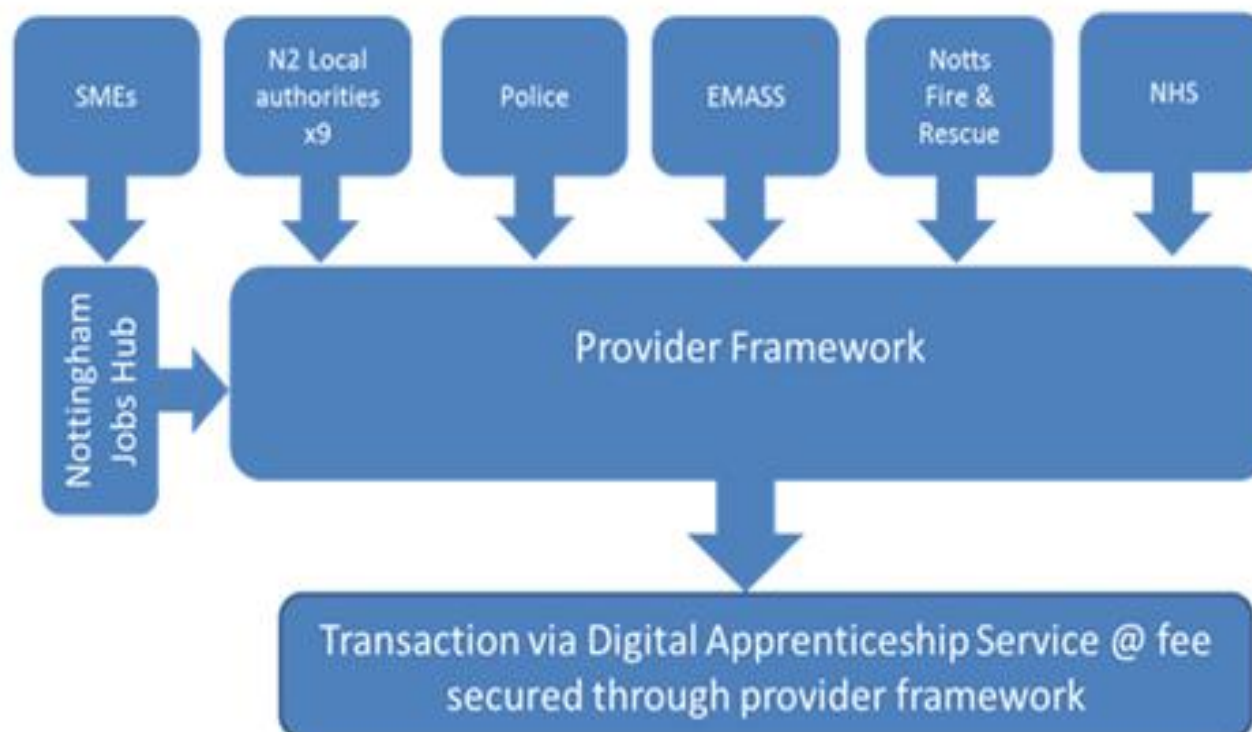 SMEs
N2 Local
authorities
x9
Police
EMASS
Notts
Fire &
Rescue
NHS
Nottingham
Jobs Hub
Provider Framework
Transaction via Digital Apprenticeship Service @ fee
secured through provider framework